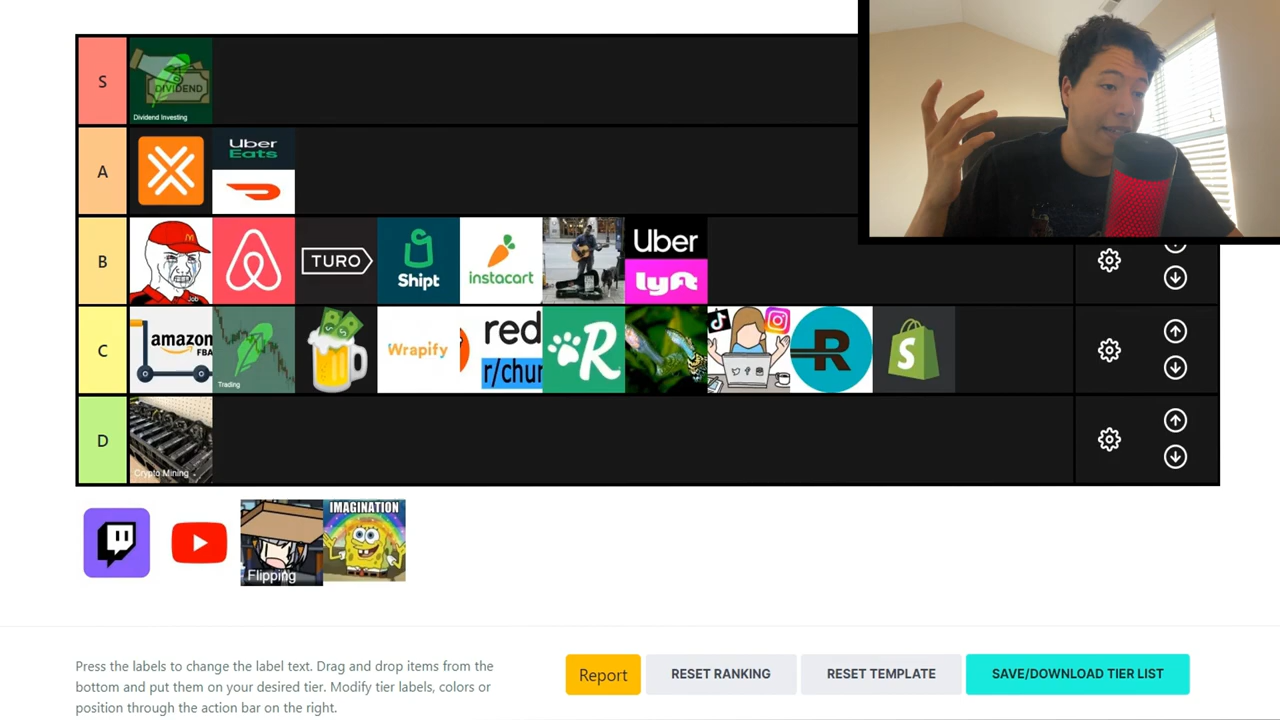 S
DIVIDEND
Dividend Investing
A
Uber
Eats
B
Job
TURO
Shipt
instacart
Uber
lyft
C
amazon
FBA
Trading
Wrapify
red
r/chur
R
R
S
D
Crypto Mining
Flipping
IMAGINATION
Press the labels to change the label text. Drag and drop items from the
bottom and put them on your desired tier. Modify tier labels, colors or
position through the action bar on the right.
Report
RESET RANKING
RESET TEMPLATE
SAVE/DOWNLOAD TIER LIST